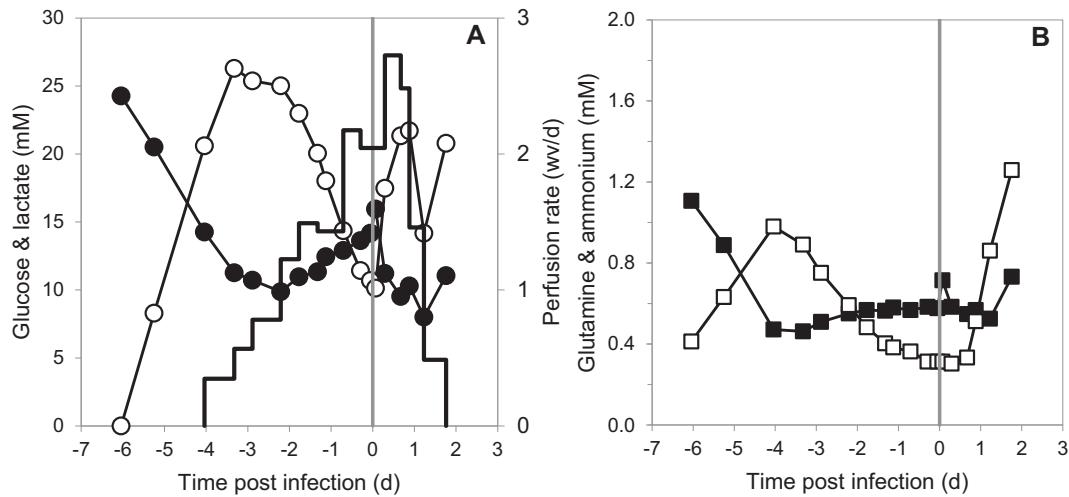 A
Glucose & lactate (mM)
30
25
20
15
10
5
0
3
2
1
0
Perfusion rate (wv/d)
-7 -6 -5 -4 -3 -2 -1 0 1 2 3
Time post infection (d)
B
Glutamine & ammonium (mM)
2.0
1.6
1.2
0.8
0.4
0.0
-7 -6 -5 -4 -3 -2 -1 0 1 2 3
Time post infection (d)